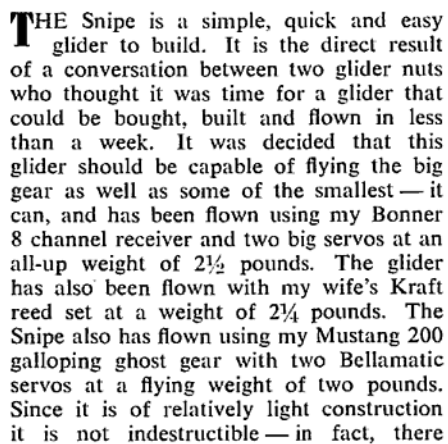 THE Snipe is a simple, quick and easy
glider to build. It is the direct result
of a conversation between two glider nuts
who thought it was time for a glider that
could be bought, built and flown in less
than a week. It was decided that this
glider should be capable of flying the big
gear as well as some of the smallest — it
can, and has been flown using my Bonner
8 channel receiver and two big servos at an
all-up weight of 2½ pounds. The glider
has also been flown with my wife's Kraft
reed set at a weight of 2¼ pounds. The
Snipe also has flown using my Mustang 200
galloping ghost gear with two Bellamatic
servos at a flying weight of two pounds.
Since it is of relatively light construction
it is not indestructible — in fact, there